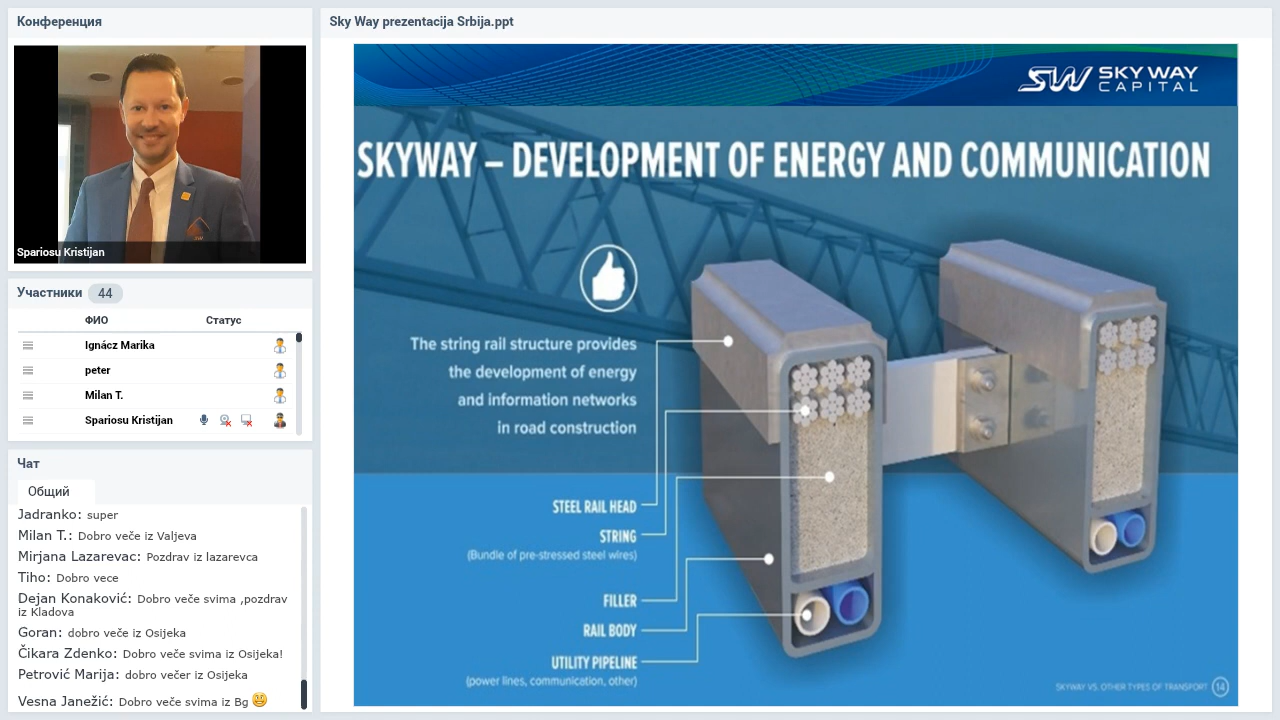 Конференция
Spariosu Kristijan
Участники 44
ФИО Статус
Ignácz Marika
peter
Milan T.
Spariosu Kristijan
Чат
Общий
Jadranko: super
Milan T.: Dobro veče iz Valjeva
Mirjana Lazarevac: Pozdrav iz lazarevca
Tiho: Dobro vece
Dejan Konaković: Dobro veče svima ,pozdrav
iz Kladova
Goran: dobro veče iz Osijeka
Čikara Zdenko: Dobro veče svima iz Osijeka!
Petrović Marija: dobro večer iz Osijeka
Vesna Janežić: Dobro veče svima iz Bg
Sky Way prezentacija Srbija.ppt
SW SKY WAY
CAPITAL
SKYWAY – DEVELOPMENT OF ENERGY AND COMMUNICATION
The string rail structure provides
the development of energy
and information networks
in road construction
STEEL RAIL HEAD
STRING
(Bundle of pre-stressed steel wires)
FILLER
RAIL BODY
UTILITY PIPELINE
(power lines, communication, other)
SKYWAY VS. OTHER TYPES OF TRANSPORT 14